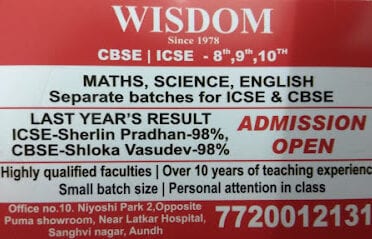 WISDOM
Since 1978
CBSE | ICSE - 8th,9th,10TH
MATHS, SCIENCE, ENGLISH
Separate batches for ICSE & CBSE
LAST YEAR'S RESULT
ICSE-Sherlin Pradhan-98%,
CBSE-Shloka Vasudev-98%
ADMISSION
OPEN
Highly qualified faculties | Over 10 years of teaching experienc
Small batch size | Personal attention in class
Office no.10. Niyoshi Park 2,Opposite
Puma showroom, Near Latkar Hospital,
Sanghvi nagar, Aundh
7720012131